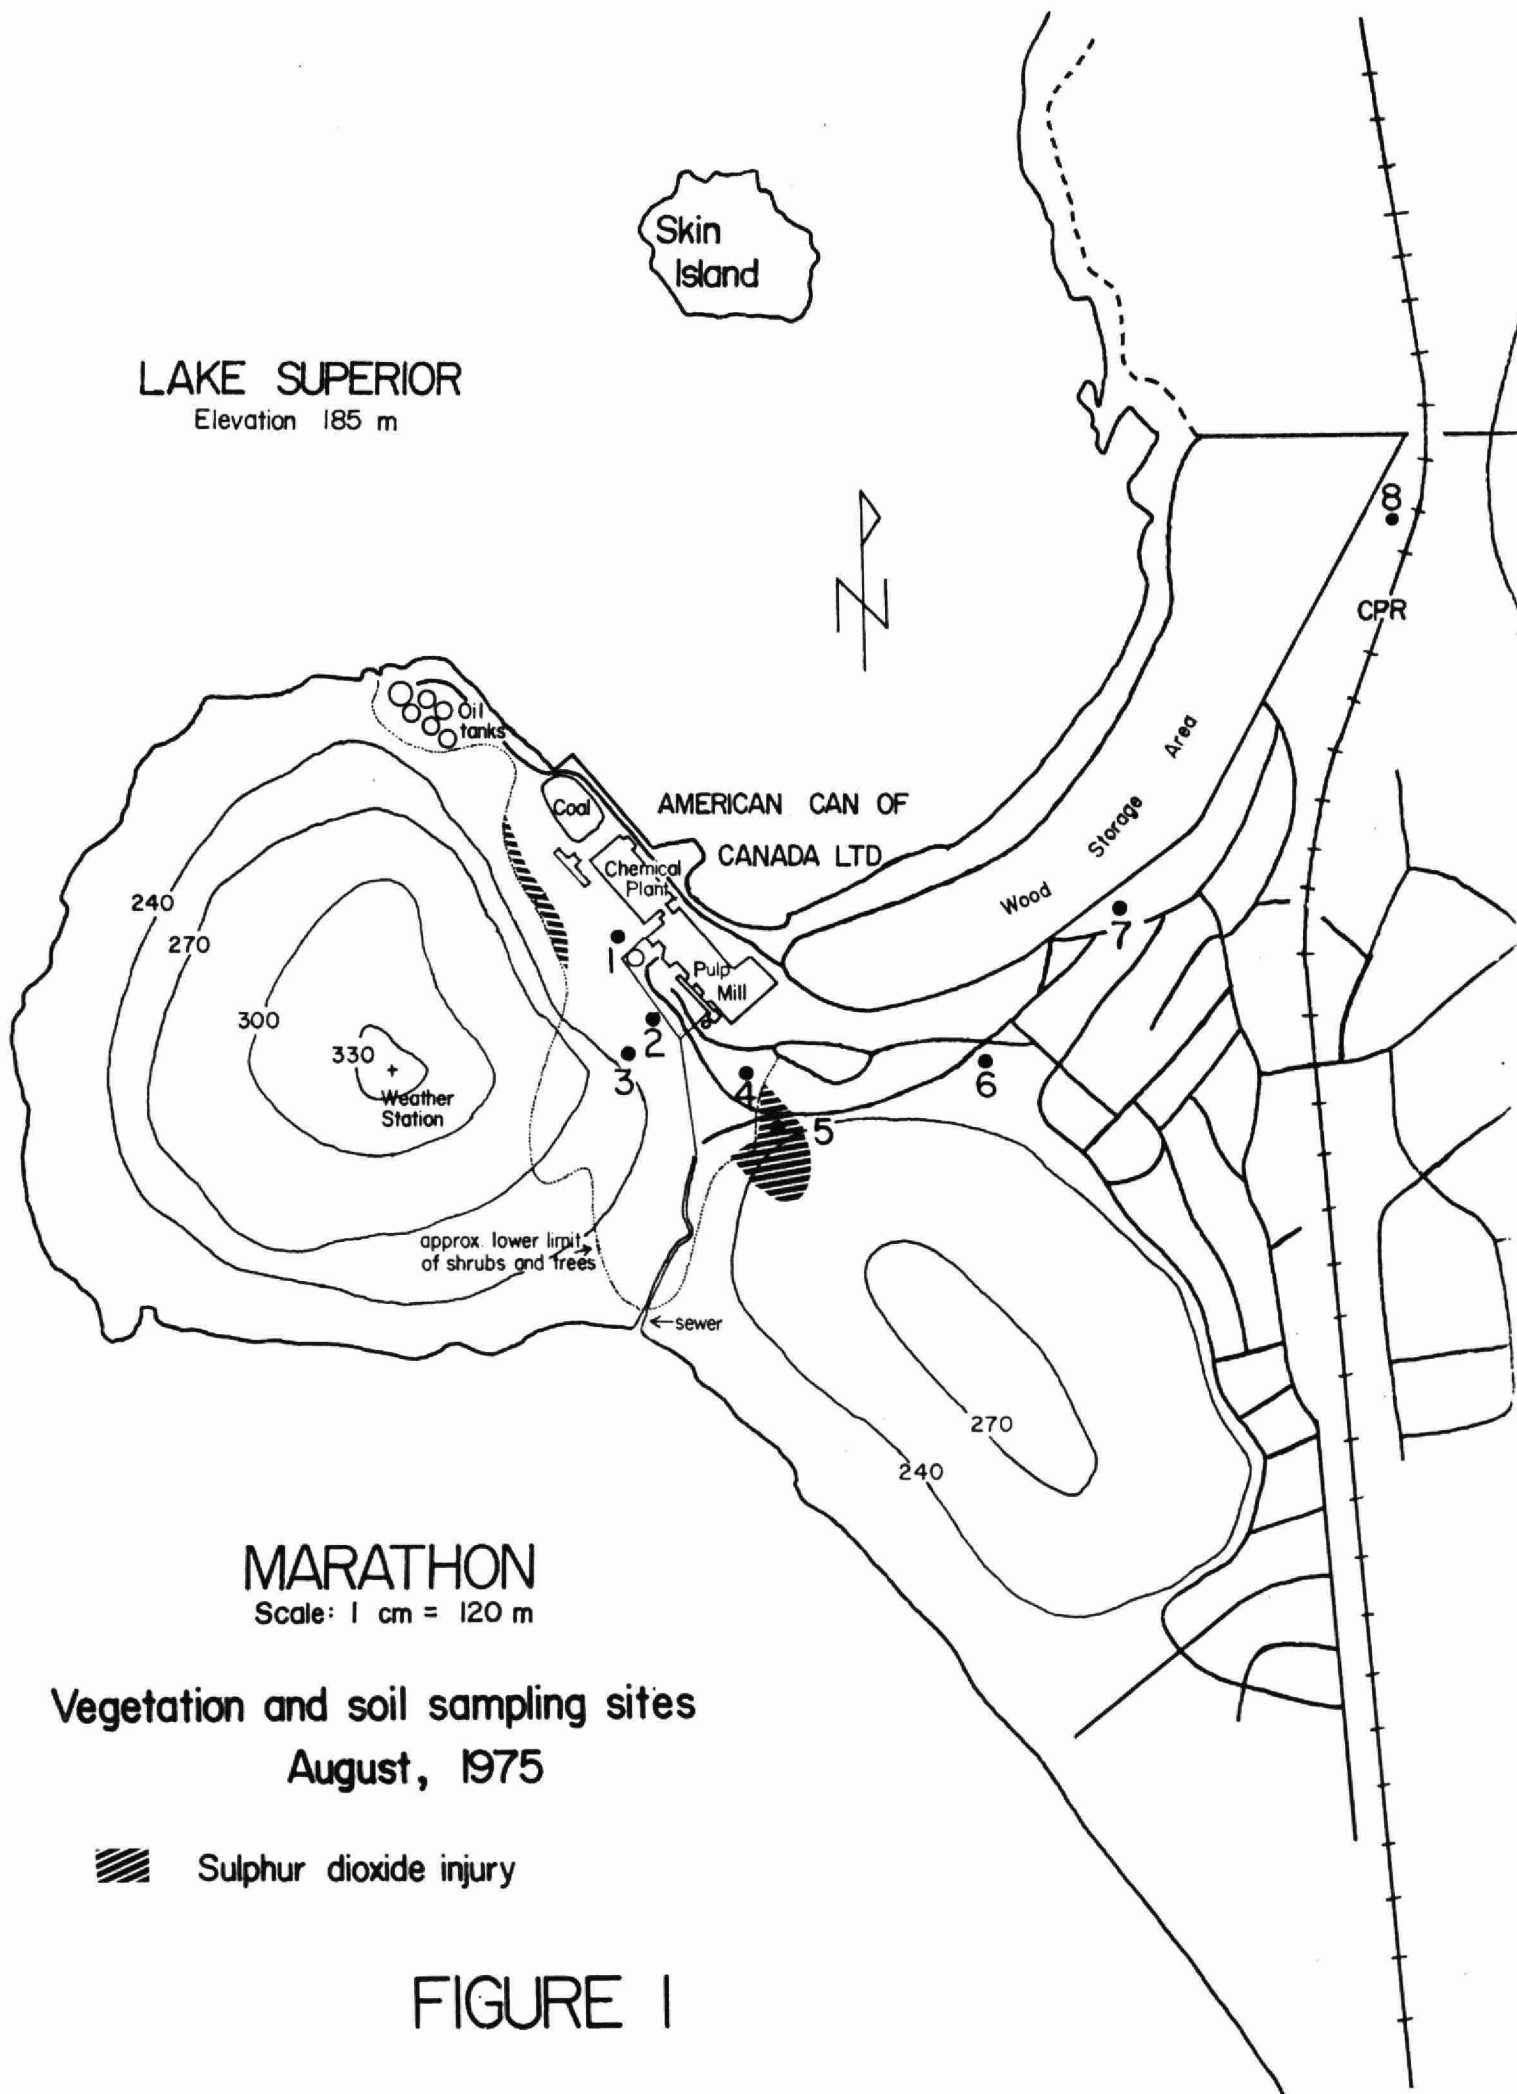 Skin
Island
LAKE SUPERIOR
Elevation 185 m
N
8
CPR
Oil
tanks
Area
Coal
AMERICAN CAN OF
CANADA LTD
Storage
Chemical
Plant
Wood
240
270
7
1
Pulp
Mill
300
2
330
3
4
6
Weather
Station
5
approx. lower limit
of shrubs and trees
sewer
270
240
MARATHON
Scale: 1 cm = 120 m
Vegetation and soil sampling sites
August, 1975
Sulphur dioxide injury
FIGURE 1